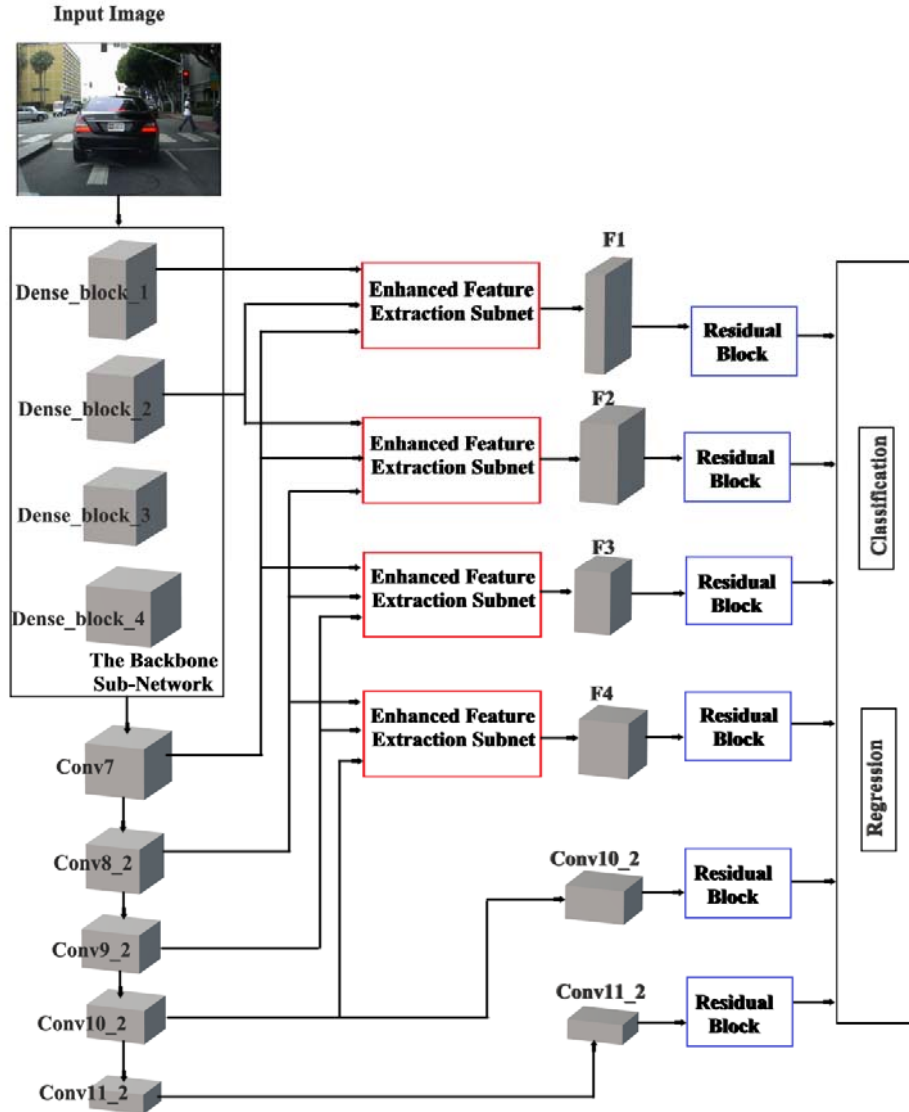 Input Image
Dense_block_1
Dense_block_2
Dense_block_3
Dense_block_4
The Backbone
Sub-Network
Conv7
Conv8_2
Conv9_2
Conv10_2
Conv11_2
Enhanced Feature
Extraction Subnet
F1
Residual
Block
Enhanced Feature
Extraction Subnet
F2
Residual
Block
Enhanced Feature
Extraction Subnet
F3
Residual
Block
Enhanced Feature
Extraction Subnet
F4
Residual
Block
Conv10_2
Residual
Block
Conv11_2
Residual
Block
Classification
Regression